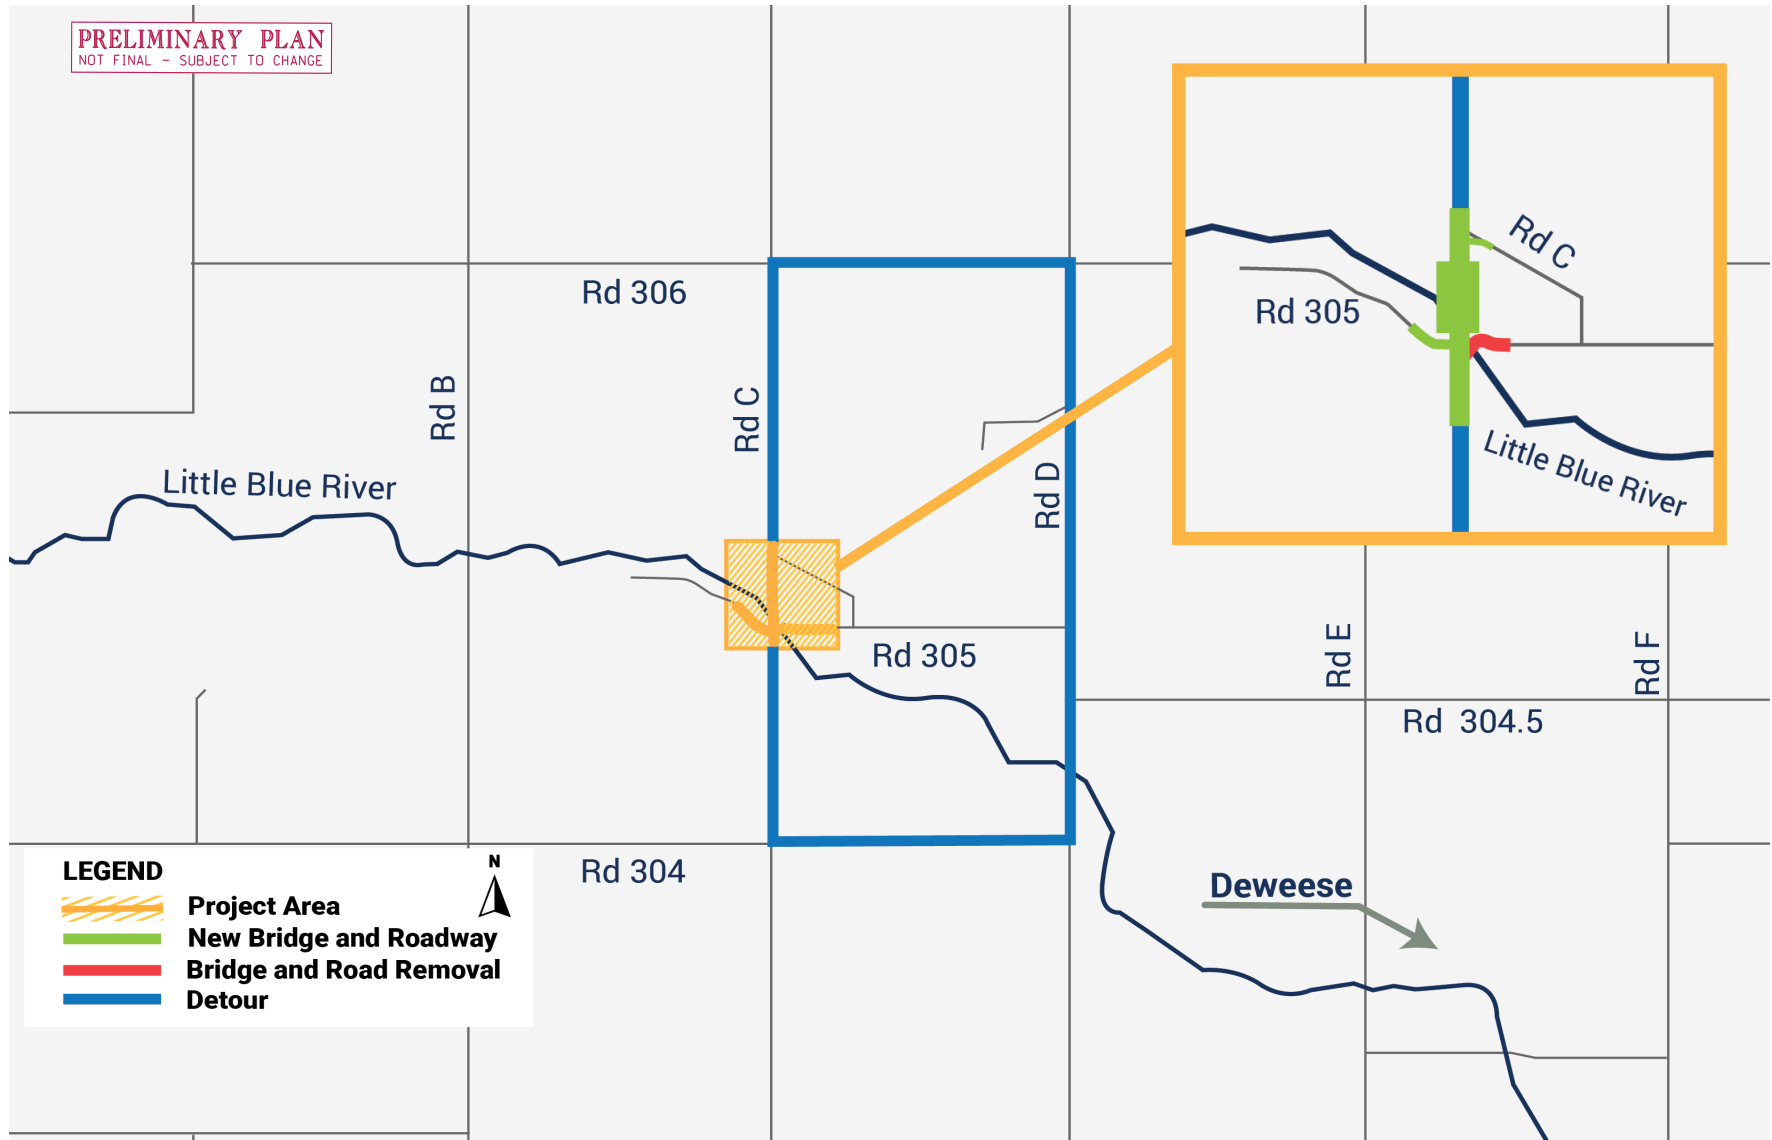 PRELIMINARY PLAN
NOT FINAL - SUBJECT TO CHANGE
Rd C
Rd 305
Little Blue River
Rd 306
Rd B
Rd C
Rd D
Little Blue River
Rd 305
Rd E
Rd F
Rd 304.5
Rd 304
Deweese
LEGEND
N
Project Area
New Bridge and Roadway
Bridge and Road Removal
Detour